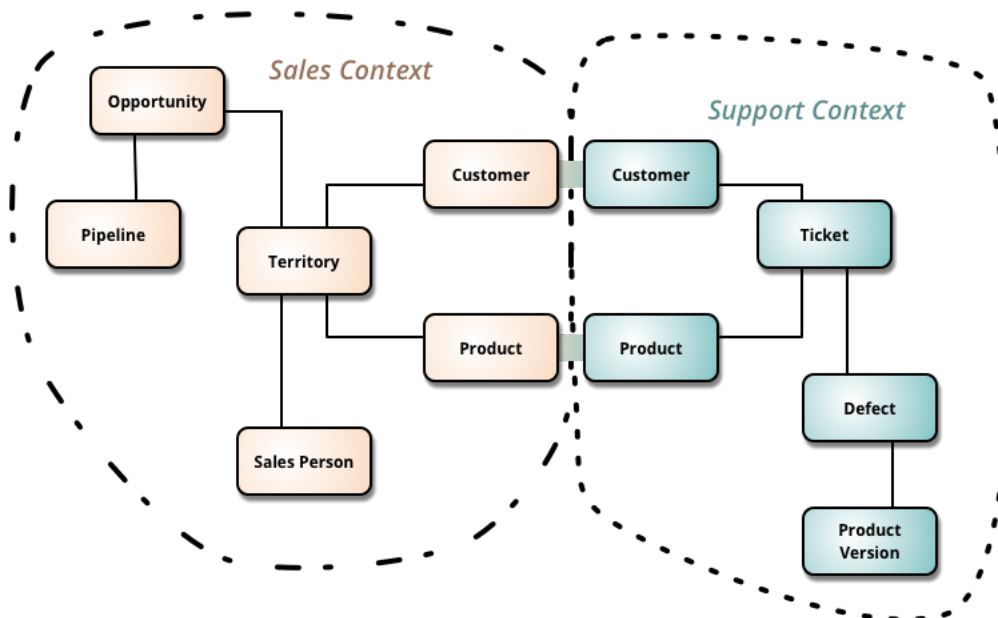 Sales Context
Opportunity
Support Context
Customer
Customer
Pipeline
Ticket
Territory
Product
Product
Defect
Sales Person
Product
Version